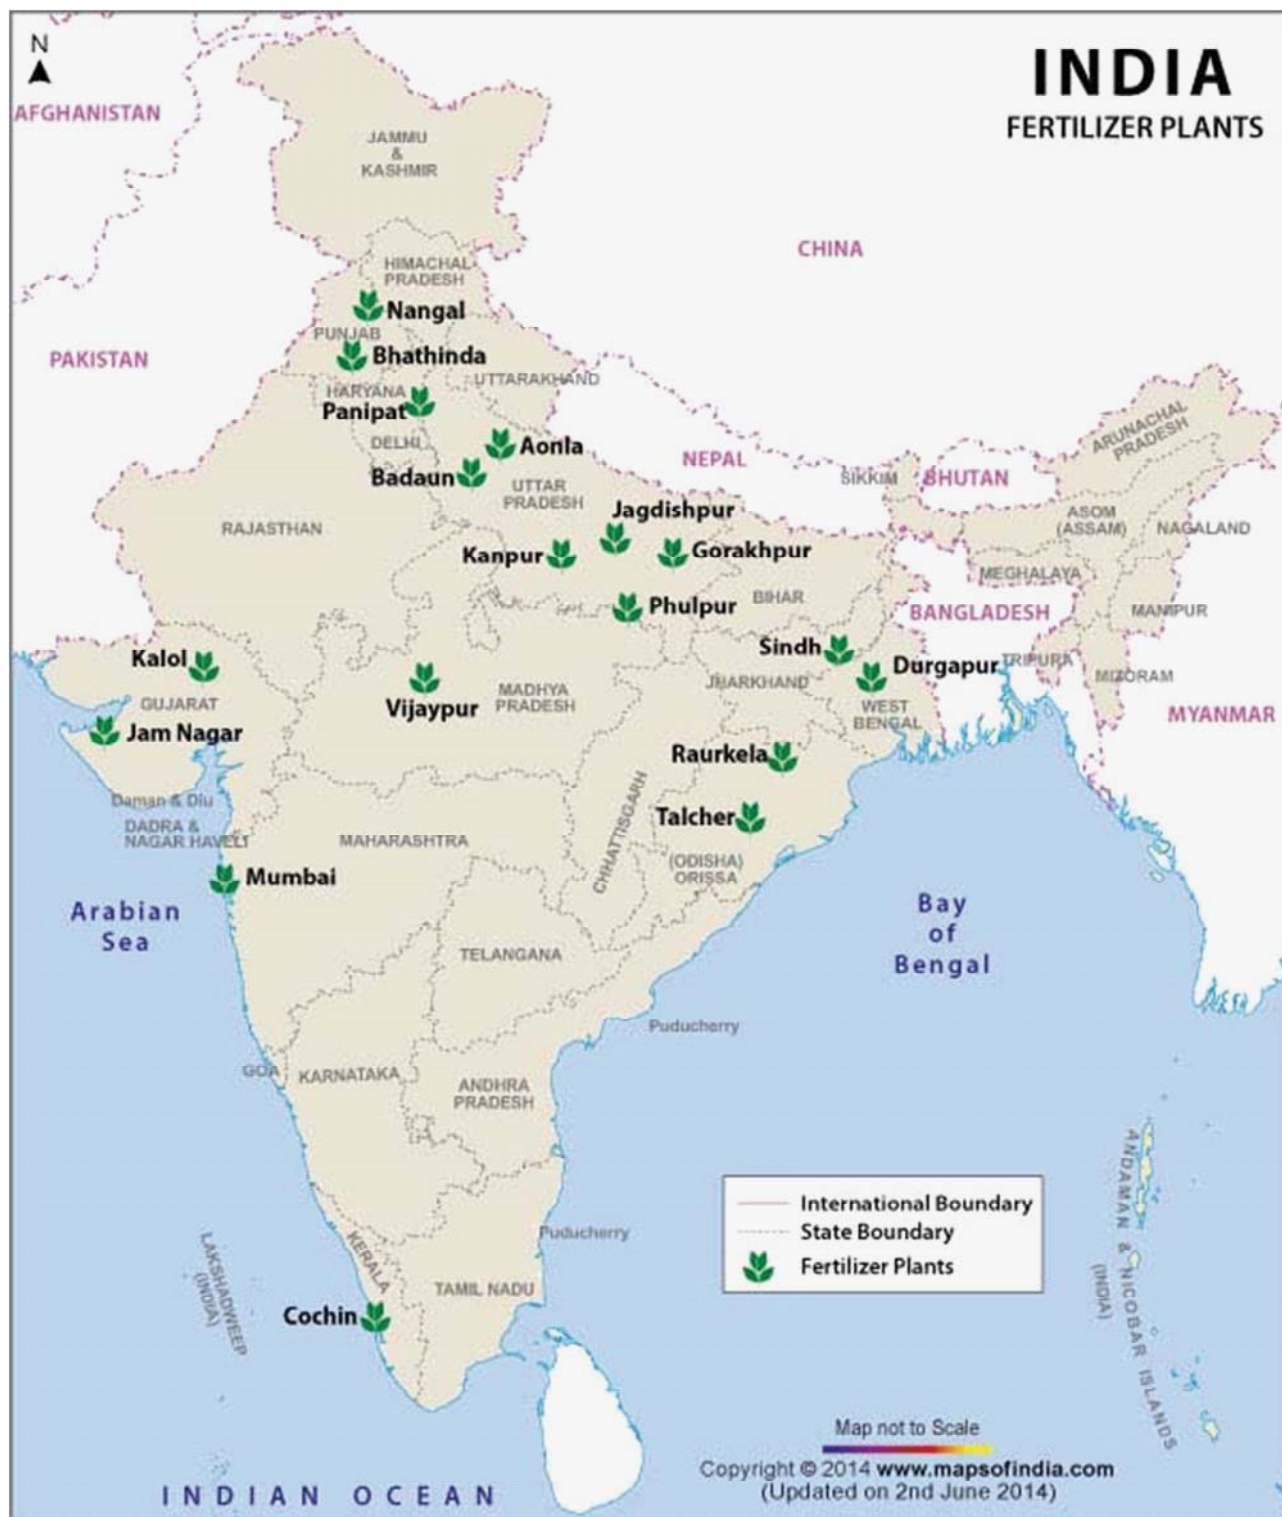 N
INDIA
FERTILIZER PLANTS
AFGHANISTAN
JAMMU
&
KASHMIR
CHINA
HIMACHAL
PRADESH
Nangal
PUNJAB
PAKISTAN
Bhathinda
UTTARAKHAND
HARYANA
Panipat
DELHI
Aonla
NEPAL
ARUNACHAL
PRADESH
SIKKIM
BHUTAN
Badaun
UTTAR
PRADESH
Jagdishpur
RAJASTHAN
ASOM
(ASSAM)
NAGALAND
Kanpur
Gorakhpur
MEGHALAYA
BIHAR
Phulpur
BANGLADESH
MANIPUR
Sindh
Durgapur
TRIPURA
MIZORAM
Kalol
GUJARAT
Vijaypur
MADHYA
PRADESH
JHARKHAND
WEST
BENGAL
MYANMAR
Jam Nagar
Raurkela
Daman & Diu
DADRA &
NAGAR HAVELI
MAHARASHTRA
CHHATTISGARH
Talcher
(ODISHA)
ORISSA
Mumbai
Arabian
Sea
Bay
of
Bengal
TELANGANA
Puducherry
GOA
KARNATAKA
ANDHRA
PRADESH
ANDAMAN & NICOBAR ISLANDS
(INDIA)
International Boundary
State Boundary
Fertilizer Plants
LAKSHADWEEP
(INDIA)
KERALA
Puducherry
TAMIL NADU
Cochin
Map not to Scale
Copyright © 2014 www.mapsofindia.com
(Updated on 2nd June 2014)
INDIAN OCEAN